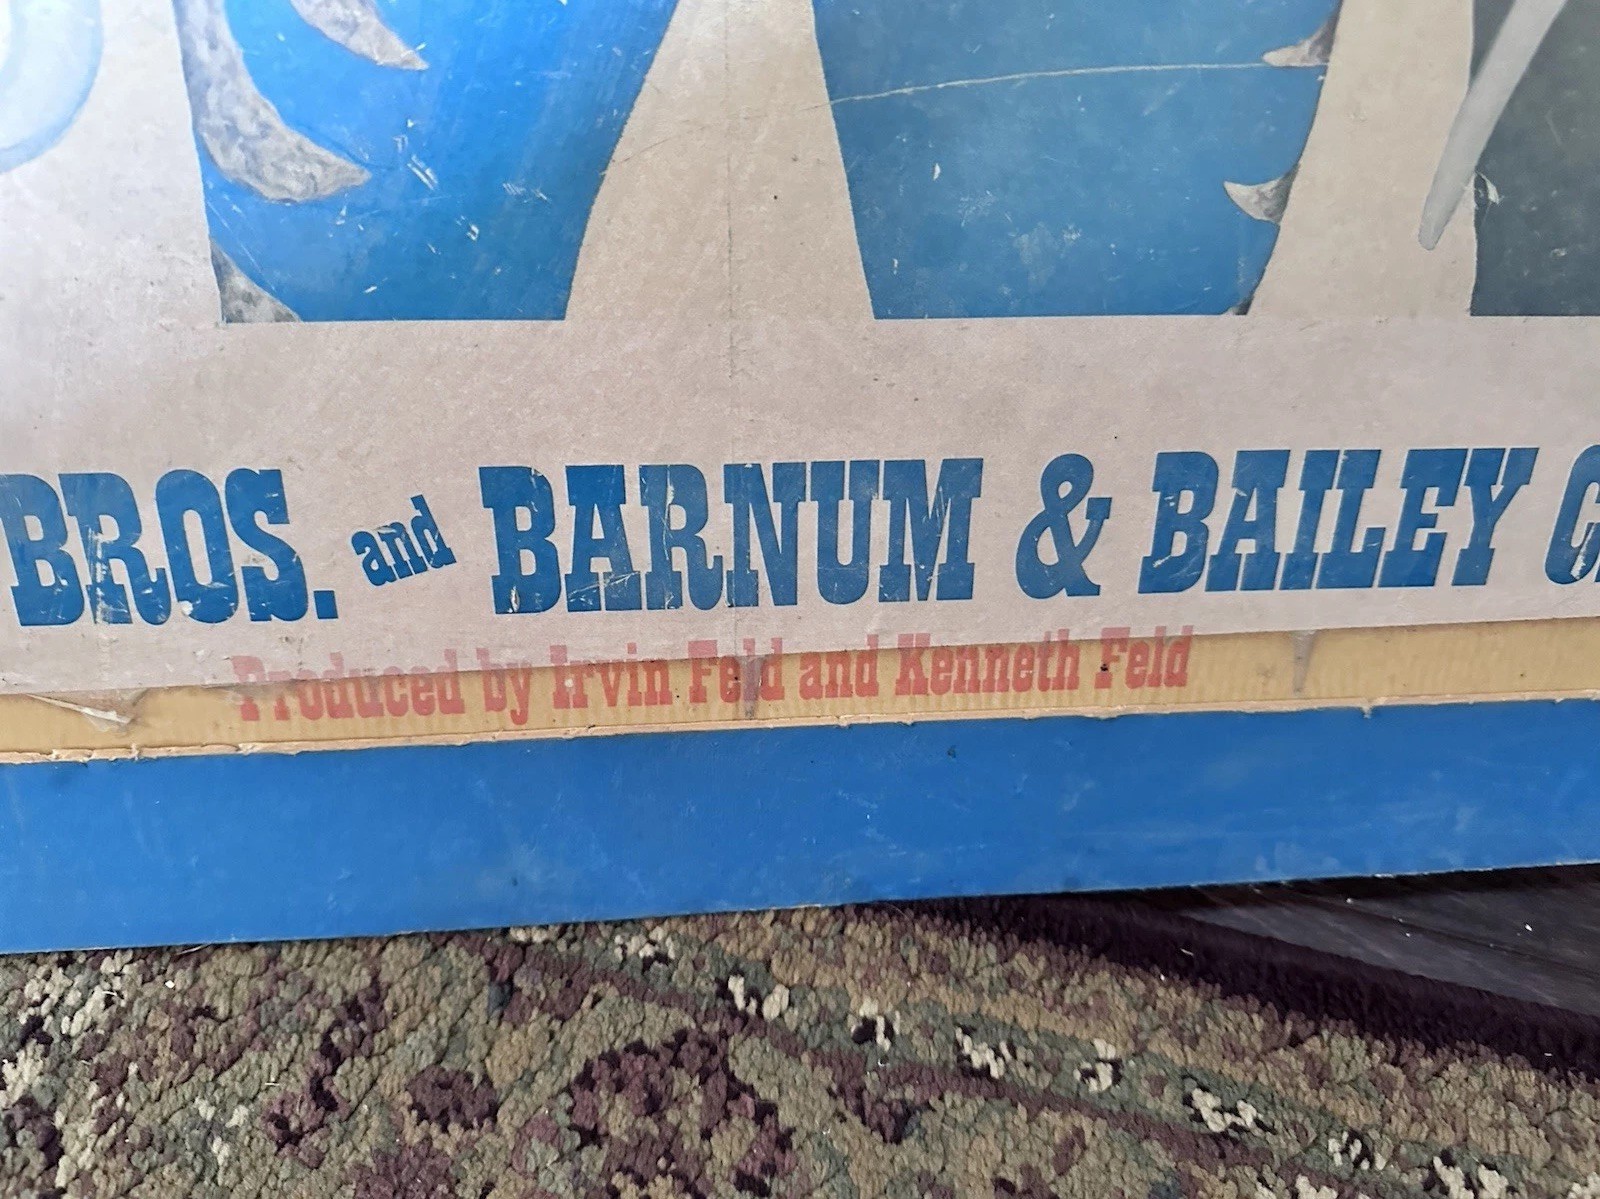 BROS. and BARNUM & BAILEY
Produced by Irvin Feld and Kenneth Feld